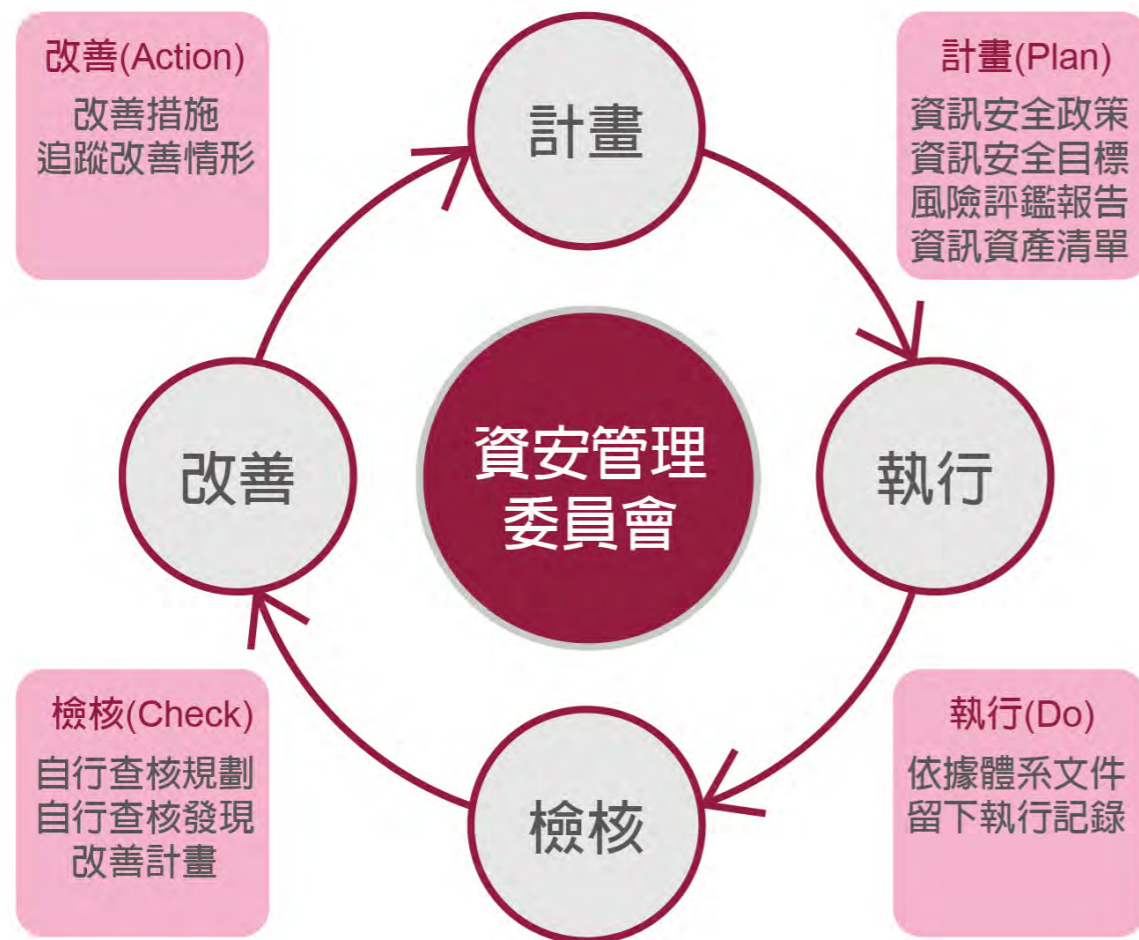 改善(Action)
改善措施
追蹤改善情形
計畫
計畫(Plan)
資訊安全政策
資訊安全目標
風險評鑑報告
資訊資產清單
改善
資安管理
委員會
執行
檢核(Check)
自行查核規劃
自行查核發現
改善計畫
檢核
執行(Do)
依據體系文件
留下執行記錄